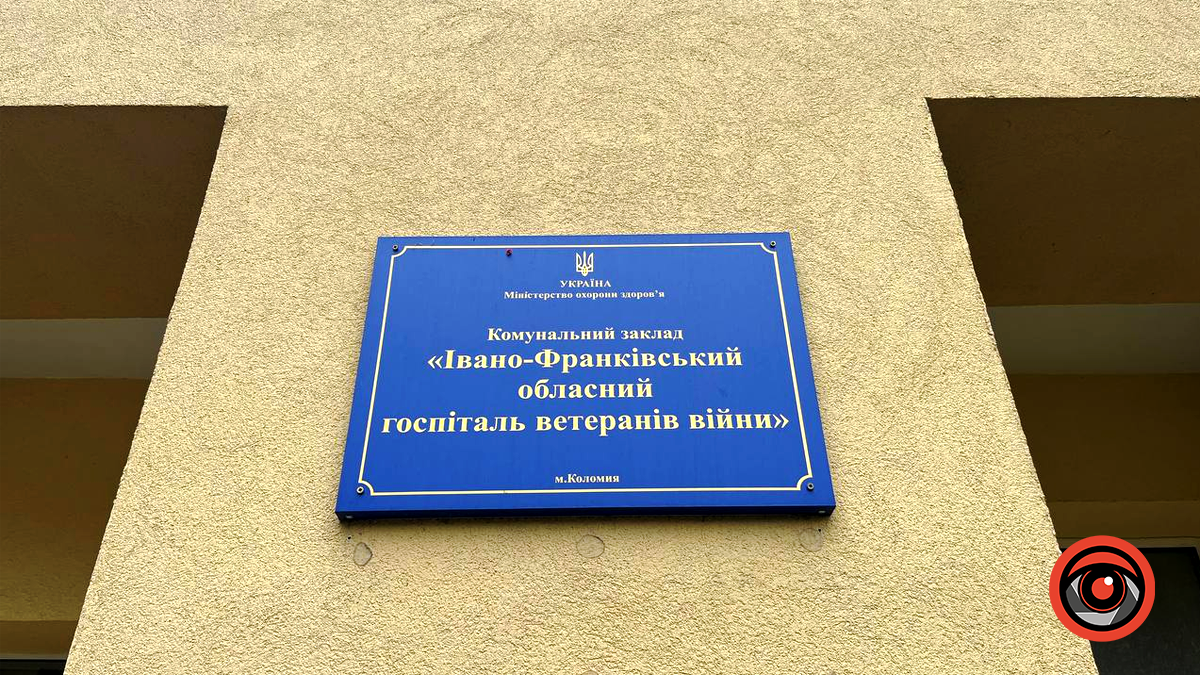 УКРАЇНА
Міністерство охорони здоров'я
Комунальний заклад
«Івано-Франківський
обласний
госпіталь ветеранів війни»
м.Коломия